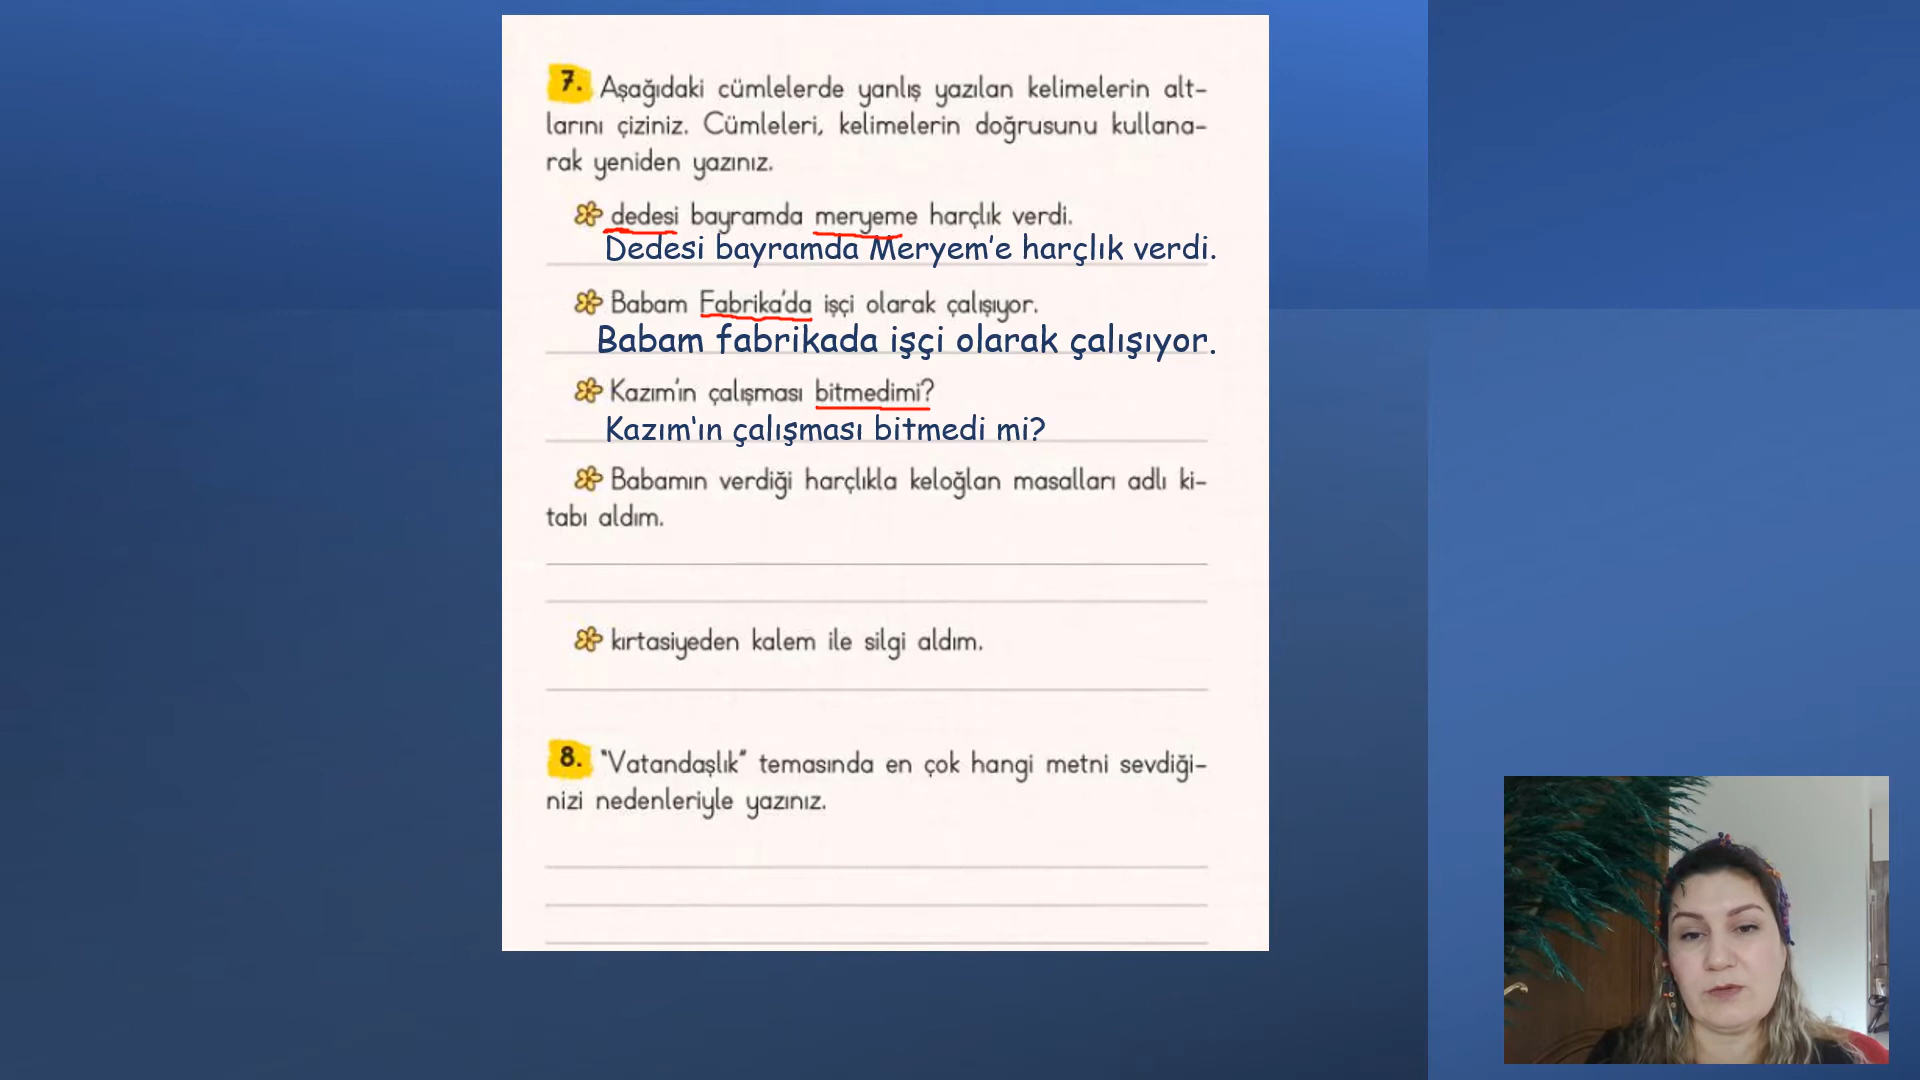 7. Aşağıdaki cümlelerde yanlış yazılan kelimelerin alt-
larını çiziniz. Cümleleri, kelimelerin doğrusunu kullana-
rak yeniden yazınız.
dedesi bayramda meryeme harçlık verdi.
Dedesi bayramda Meryem'e harçlık verdi.
Babam Fabrika'da işçi olarak çalışıyor.
Babam fabrikada işçi olarak çalışıyor.
Kazım'ın çalışması bitmedimi?
Kazım'ın çalışması bitmedi mi?
Babamın verdiği harçlıkla keloğlan masalları adlı ki-
tabı aldım.
kırtasiyeden kalem ile silgi aldım.
8. "Vatandaşlık" temasında en çok hangi metni sevdiği-
nizi nedenleriyle yazınız.